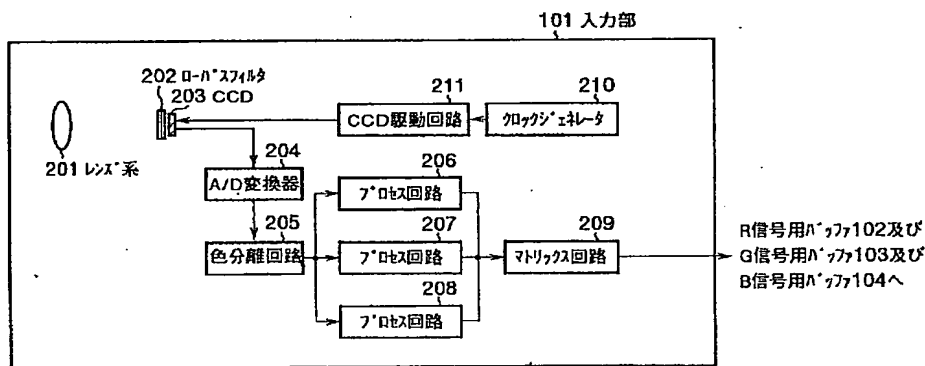 101 入力部
202 ローパスフィルタ
203 CCD
201 レンズ系
211
CCD駆動回路
210
クロックジェネレータ
204
A/D変換器
205
色分離回路
206
プロセス回路
207
プロセス回路
208
プロセス回路
209
マトリックス回路
R信号用バッファ102及び
G信号用バッファ103及び
B信号用バッファ104へ